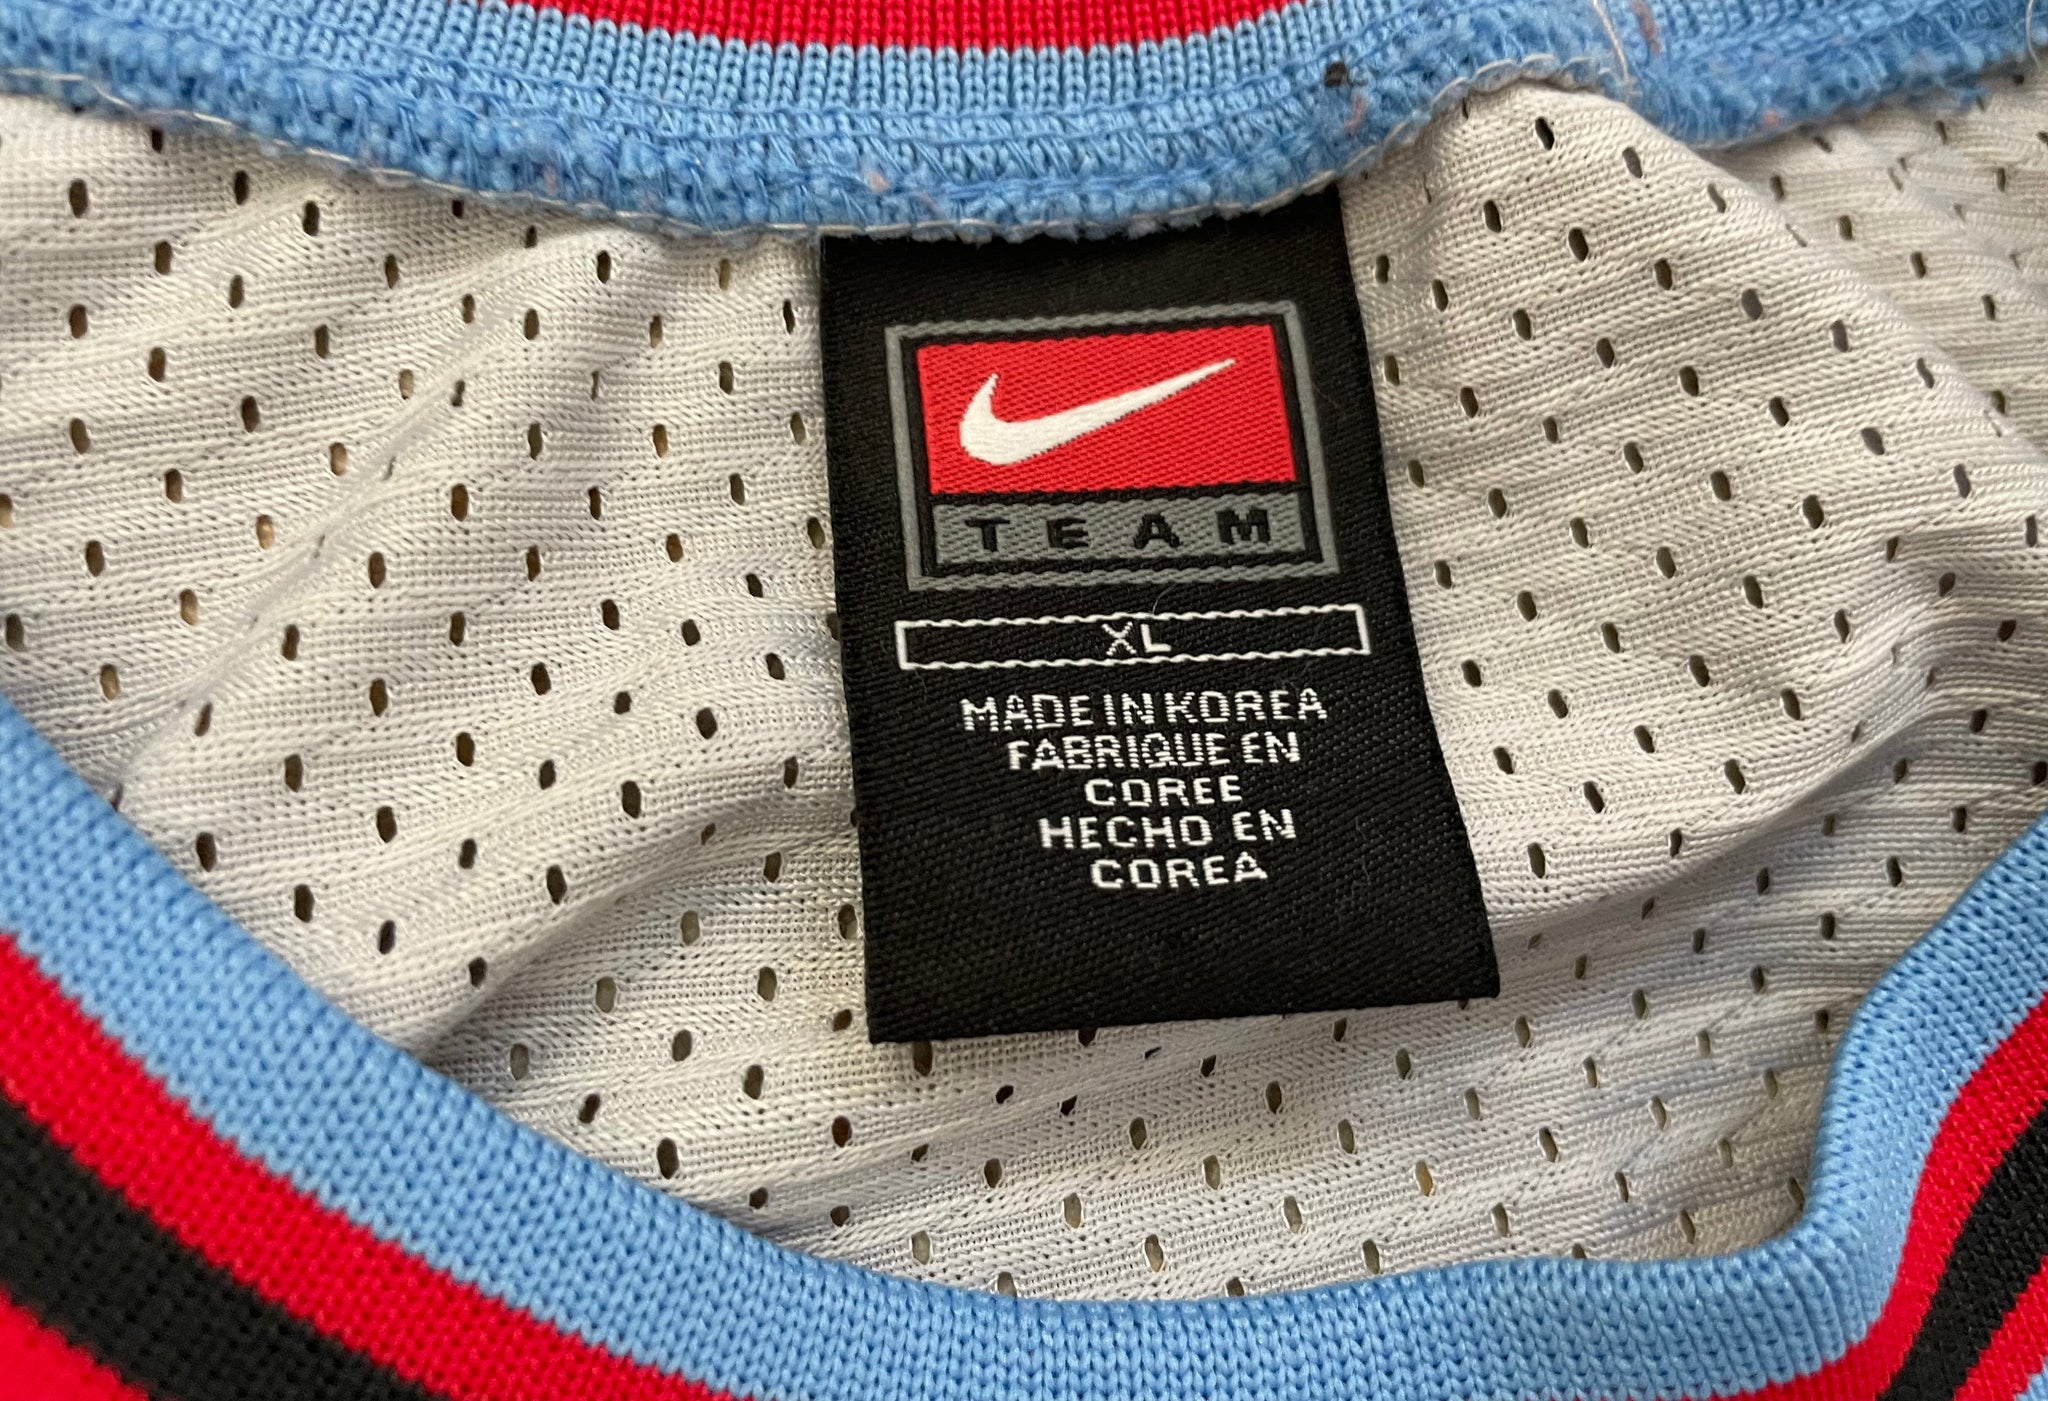 TEAM
XL
MADE IN KOREA
FABRIQUE EN
COREE
HECHO EN
COREA